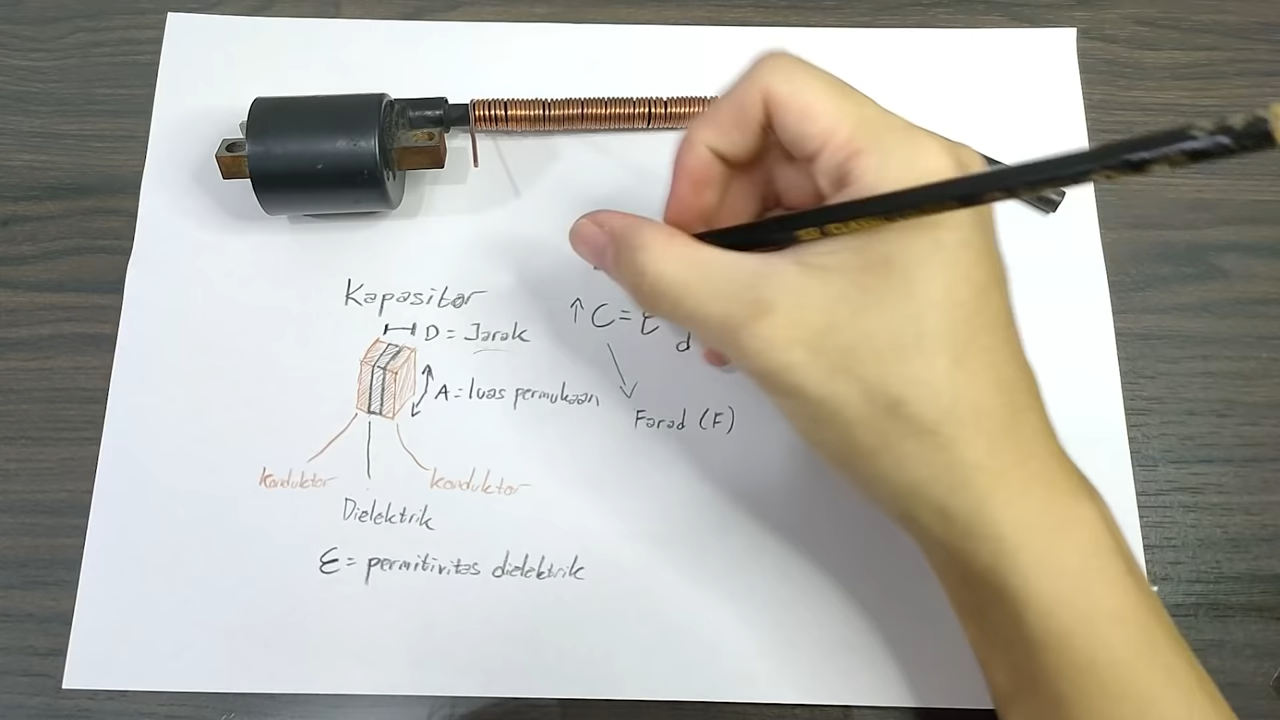 Kapasitor
D = Jarak
A = luas permukaan
Konduktor
konduktor
Dielektrik
ε = permitivitas dielektrik
↑ C = ε
d
Farad (F)